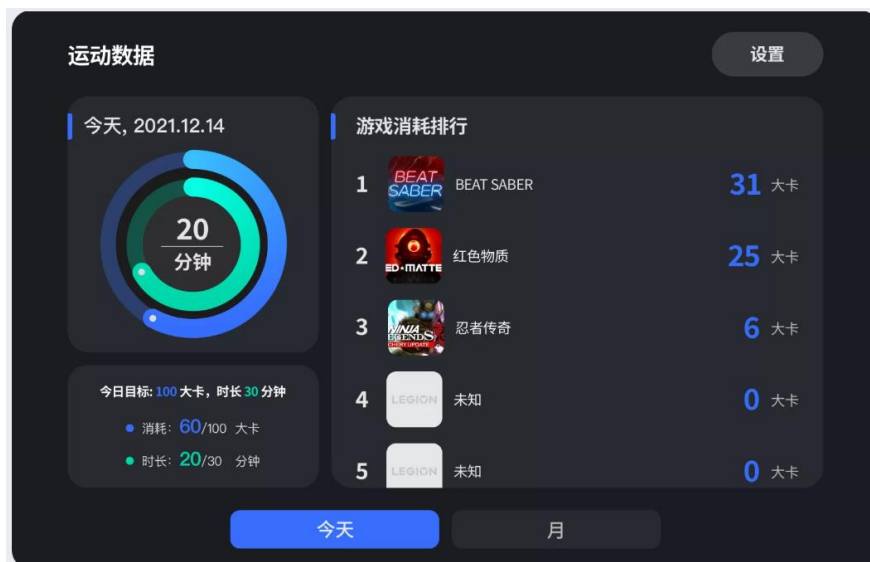 运动数据
设置
今天, 2021.12.14
20
分钟
今日目标: 100 大卡，时长 30 分钟
消耗: 60/100 大卡
时长: 20/30 分钟
游戏消耗排行
1 BEAT SABER BEAT SABER 31 大卡
2 ED•MATTE 红色物质 25 大卡
3 NINJA LEGENDS 忍者传奇 6 大卡
4 LEGION 未知 0 大卡
5 LEGION 未知 0 大卡
今天
月